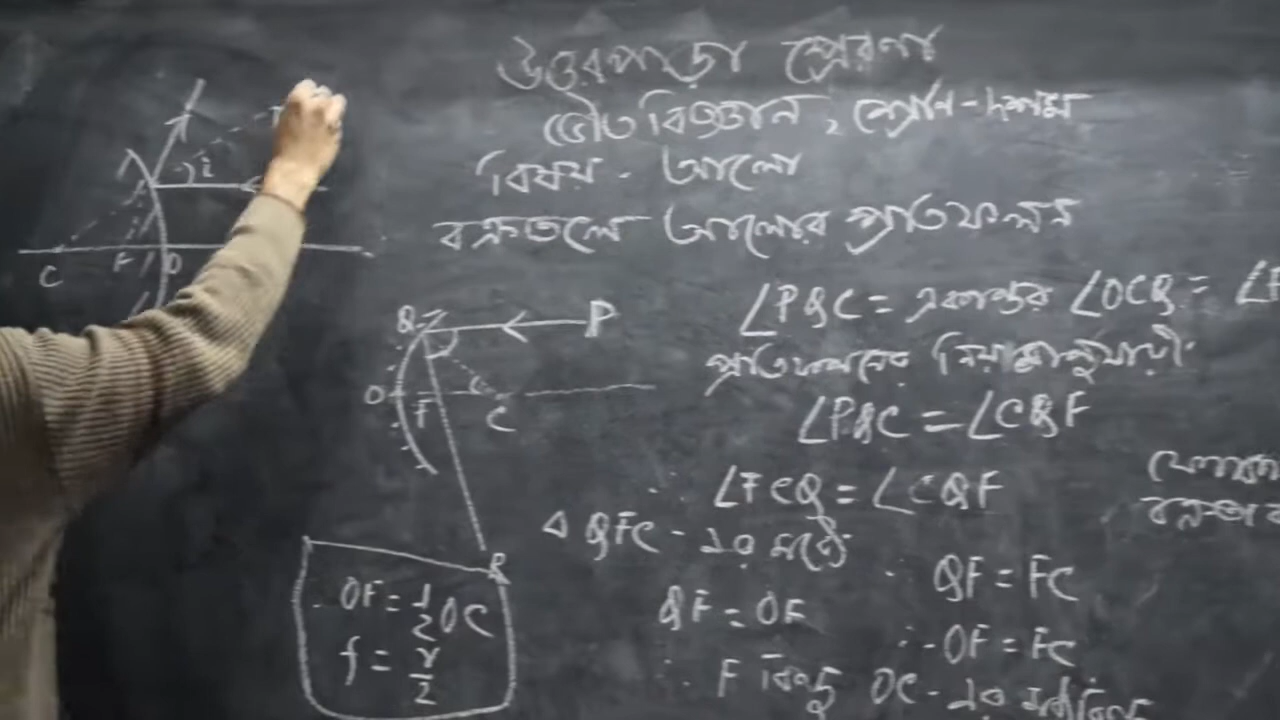 উত্তরপাড়া প্রেরণা
ভৌতবিজ্ঞান, শ্রেণি - দশম
বিষয় - আলো
বক্রতলে আলোর প্রতিফলন
i
C F O
Q P
O F C
R
∠PQC = একান্তর ∠OCQ = ∠F
প্রতিফলনের নিয়মানুযায়ী
∠PQC = ∠CQF
∴ ∠FCQ = ∠CQF
Δ QFC - এর মধ্যে
∴ QF = FC
QF = OF
∴ OF = FC
∴ F বিন্দু OC - এর মধ্যবিন্দু
OF = 1/2 OC
f = r/2